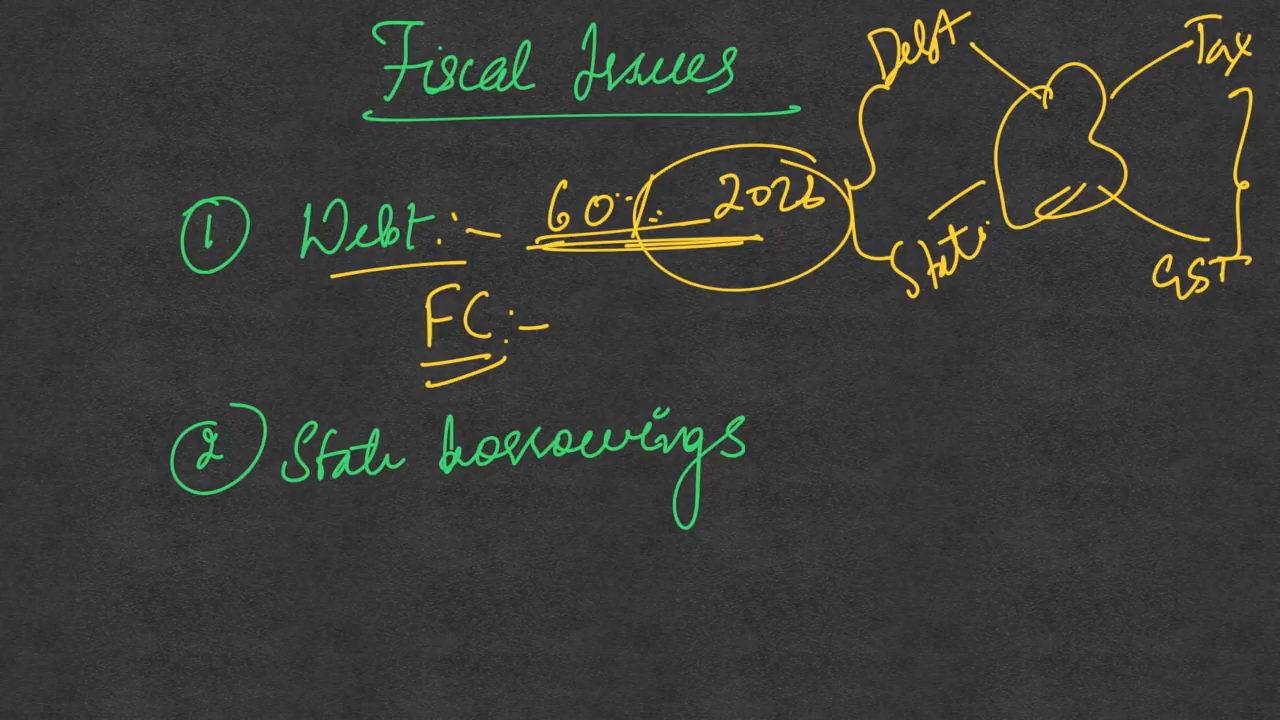 Fiscal Issues
① Debt :- 60% 2026
FC :-
② State borrowings
Debt
Tax
State
GST